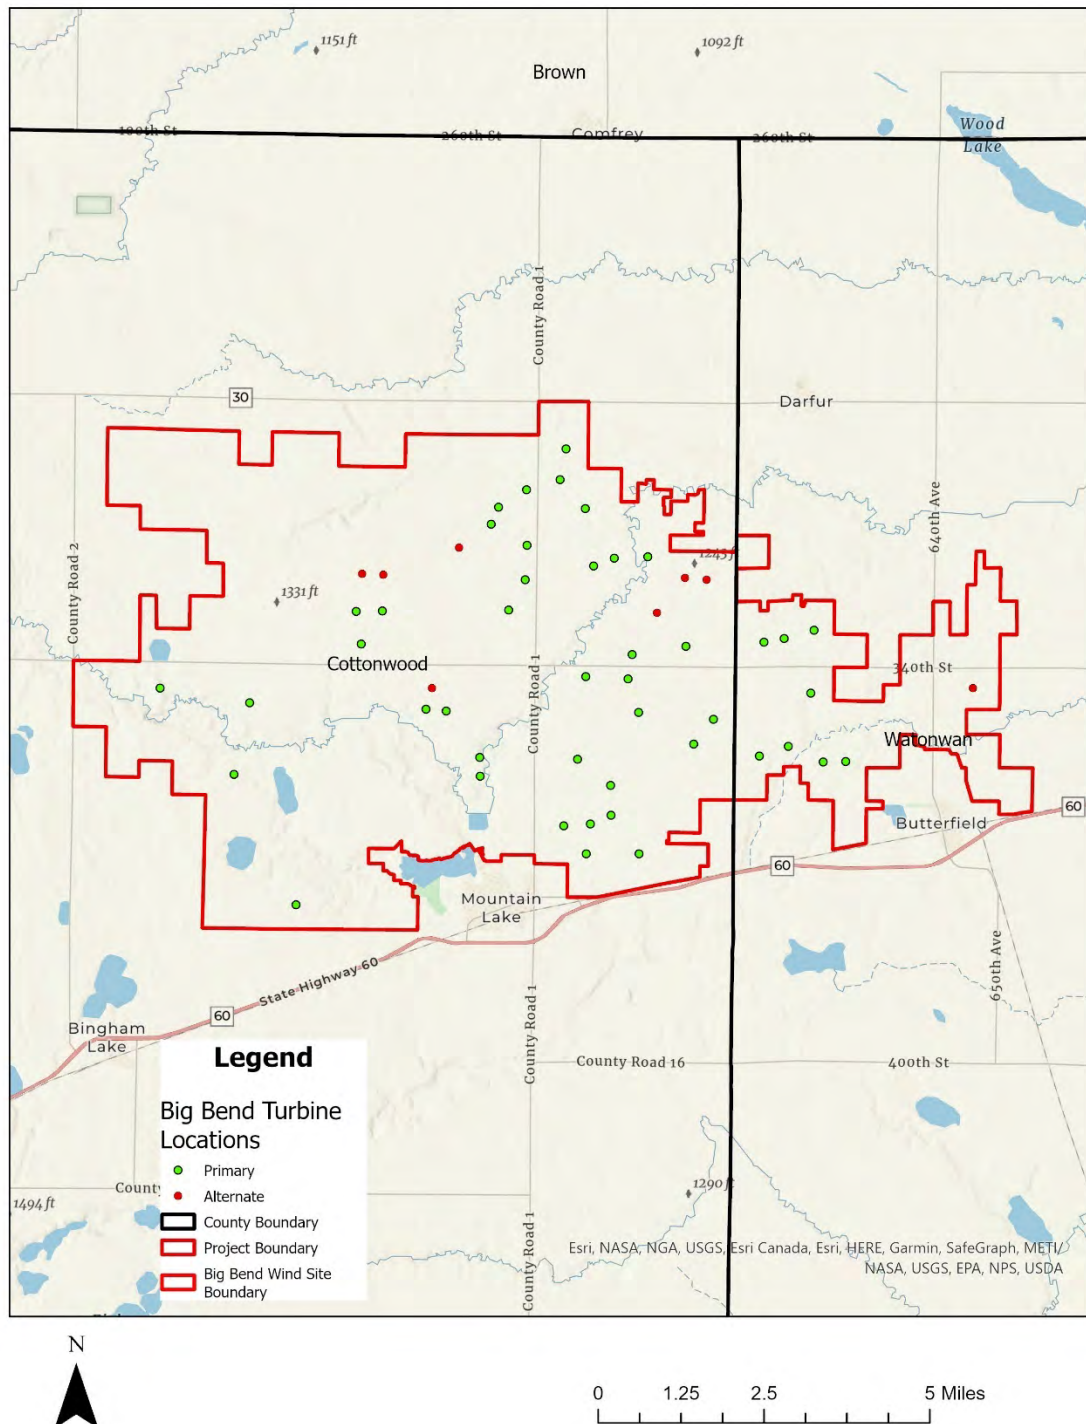 1151 ft
1092 ft
Brown
Wood
Lake
260th St
Comfrey
260th St
County Road 1
30
Darfur
640th Ave
County Road 2
1331 ft
1243 ft
Cottonwood
340th St
County Road 1
Watonwan
60
Butterfield
60
Mountain
Lake
650th Ave
State Highway 60
60
Bingham
Lake
County Road 1
County Road 16
400th St
Legend
Big Bend Turbine
Locations
Primary
Alternate
County Boundary
Project Boundary
Big Bend Wind Site
Boundary
County
1494 ft
1290 ft
County Road 1
Esri, NASA, NGA, USGS, Esri Canada, Esri, HERE, Garmin, SafeGraph, METI/
NASA, USGS, EPA, NPS, USDA
N
0 1.25 2.5 5 Miles